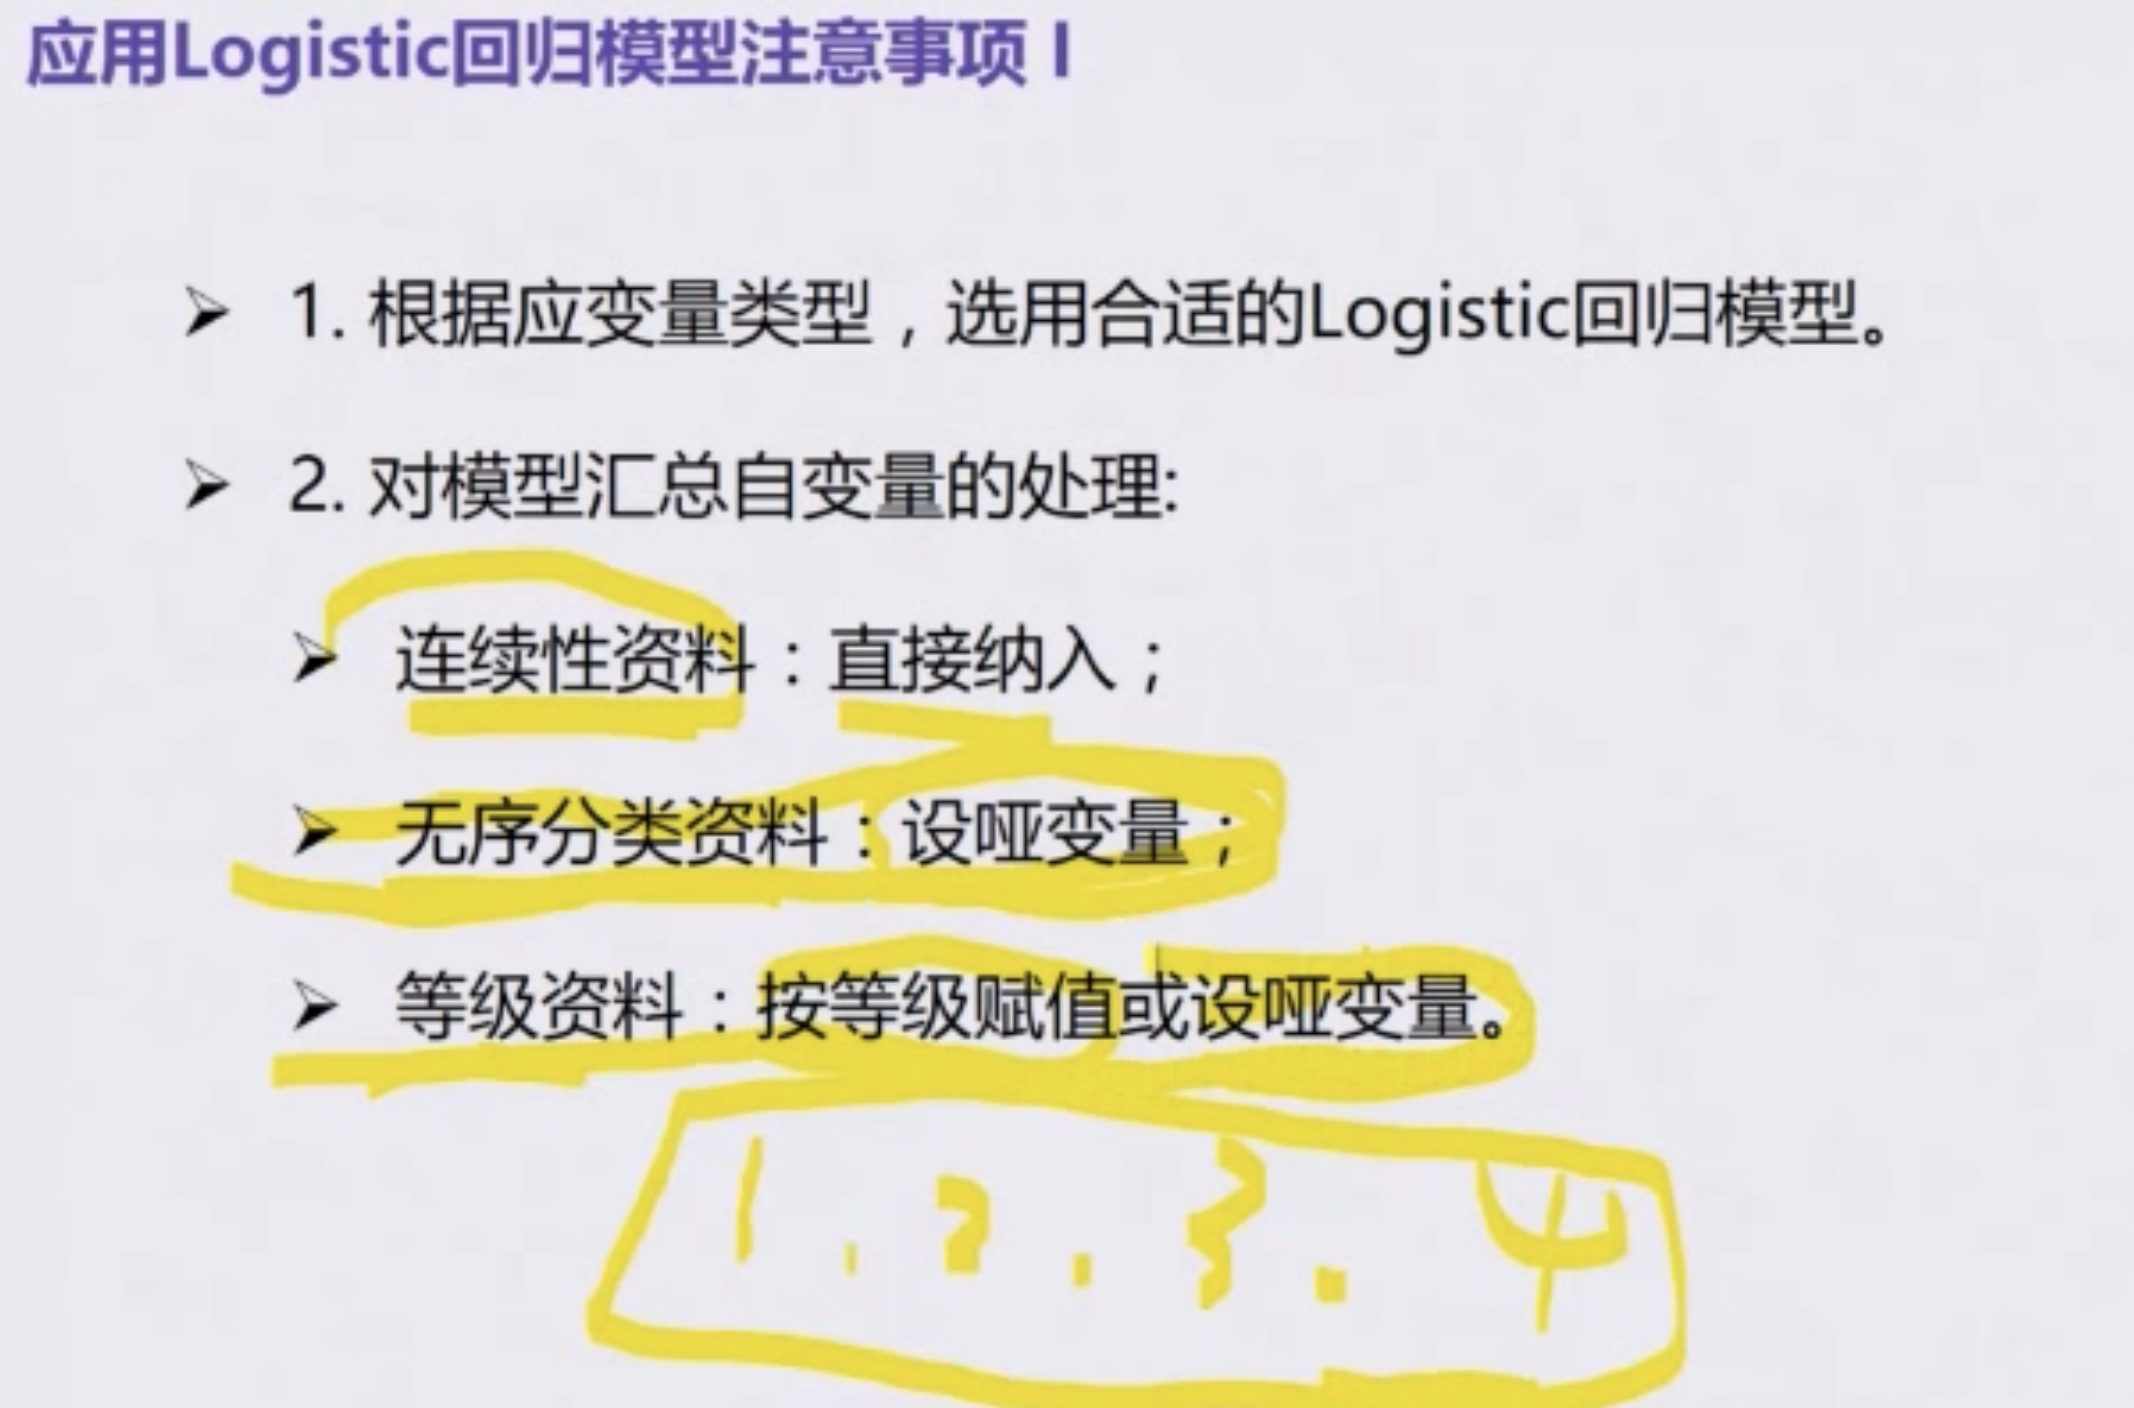 应用Logistic回归模型注意事项 I
➢ 1. 根据应变量类型，选用合适的Logistic回归模型。
➢ 2. 对模型汇总自变量的处理:
➢ 连续性资料：直接纳入；
➢ 无序分类资料：设哑变量；
➢ 等级资料：按等级赋值或设哑变量。
1 . 2 . 3 . 4